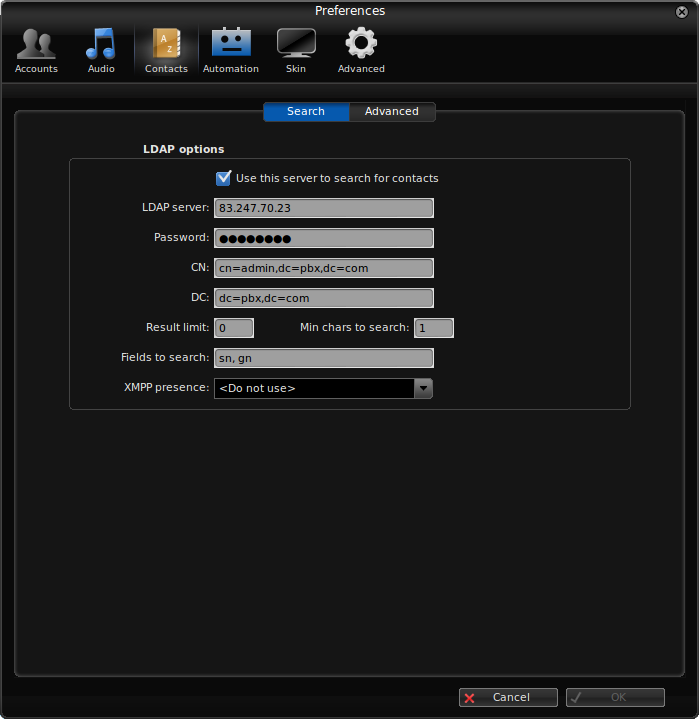 Preferences
Accounts Audio Contacts Automation Skin Advanced
Search Advanced
LDAP options
Use this server to search for contacts
LDAP server: 83.247.70.23
Password: ●●●●●●●●
CN: cn=admin,dc=pbx,dc=com
DC: dc=pbx,dc=com
Result limit: 0 Min chars to search: 1
Fields to search: sn, gn
XMPP presence: <Do not use>
Cancel OK